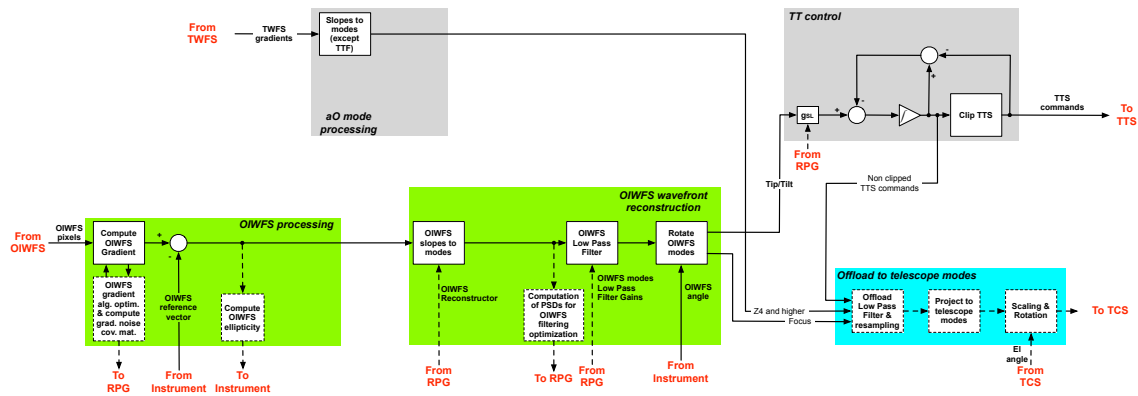 From
TWFS
TWFS
gradients
Slopes to
modes
(except
TTF)
aO mode
processing
TT control
-
+
-
+
gSL
∫
Clip TTS
TTS
commands
To
TTS
From
RPG
Non clipped
TTS commands
Tip/Tilt
From
OIWFS
OIWFS
pixels
OIWFS processing
Compute
OIWFS
Gradient
+
-
OIWFS
gradient
alg. optim.
& compute
grad. noise
cov. mat.
OIWFS
reference
vector
Compute
OIWFS
ellipticity
To
RPG
From
Instrument
To
Instrument
OIWFS wavefront
reconstruction
OIWFS
slopes to
modes
OIWFS
Low Pass
Filter
Rotate
OIWFS
modes
OIWFS
Reconstructor
Computation
of PSDs for
OIWFS
filtering
optimization
OIWFS modes
Low Pass
Filter Gains
OIWFS
angle
From
RPG
To RPG
From
RPG
From
Instrument
Offload to telescope modes
Z4 and higher
Focus
Offload
Low Pass
Filter &
resampling
Project to
telescope
modes
Scaling &
Rotation
To TCS
El
angle
From
TCS